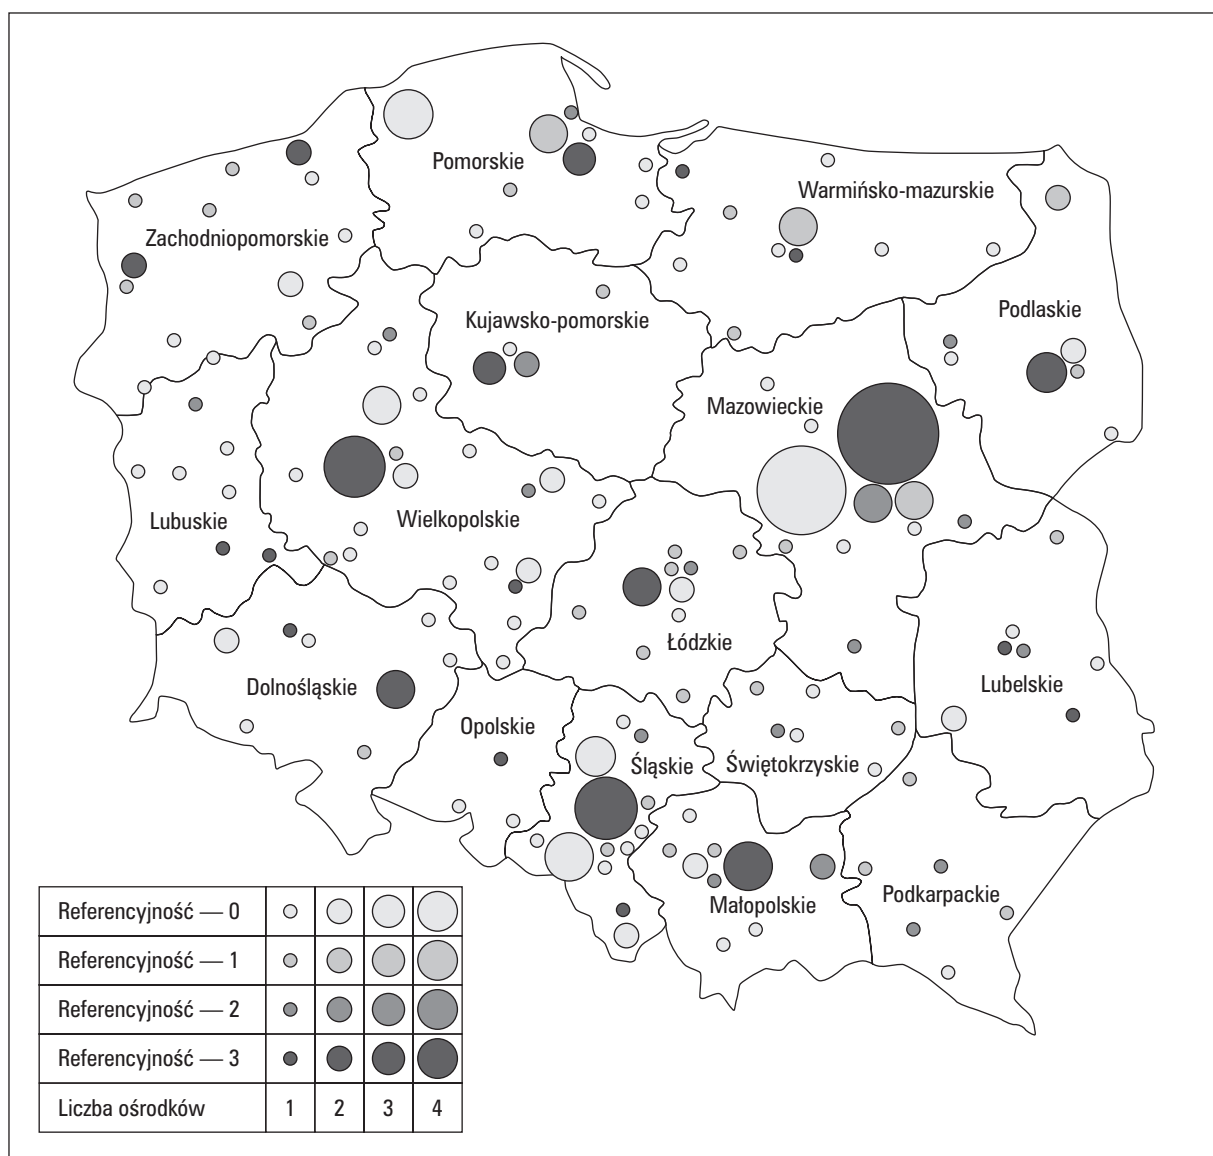 Pomorskie
Warmińsko-mazurskie
Zachodniopomorskie
Podlaskie
Kujawsko-pomorskie
Mazowieckie
Lubuskie
Wielkopolskie
Łódzkie
Lubelskie
Dolnośląskie
Opolskie
Śląskie
Świętokrzyskie
Małopolskie
Podkarpackie
Referencyjność — 0
Referencyjność — 1
Referencyjność — 2
Referencyjność — 3
Liczba ośrodków 1 2 3 4